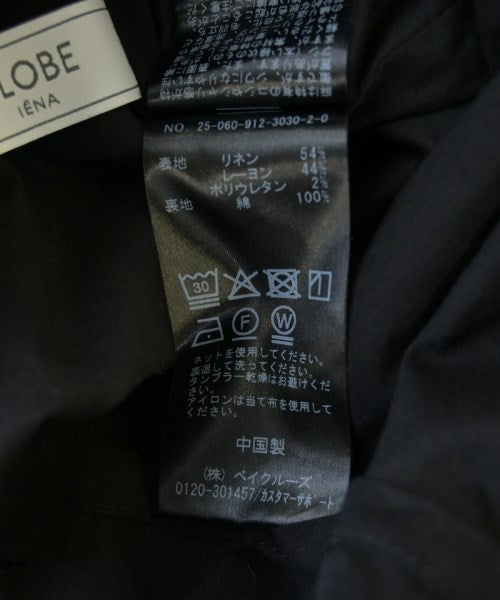 LOBE
IÉNA
NO. 25-060-912-3030-2-0
表地 リネン 54%
レーヨン 44%
ポリウレタン 2%
裏地 綿 100%
30
F W
ネットを使用してください。
裏返して洗ってください。
タンブラー乾燥はお避けください。
アイロンは当て布を使用してください。
中国製
(株) ベイクルーズ
0120-301457/カスタマーサポート